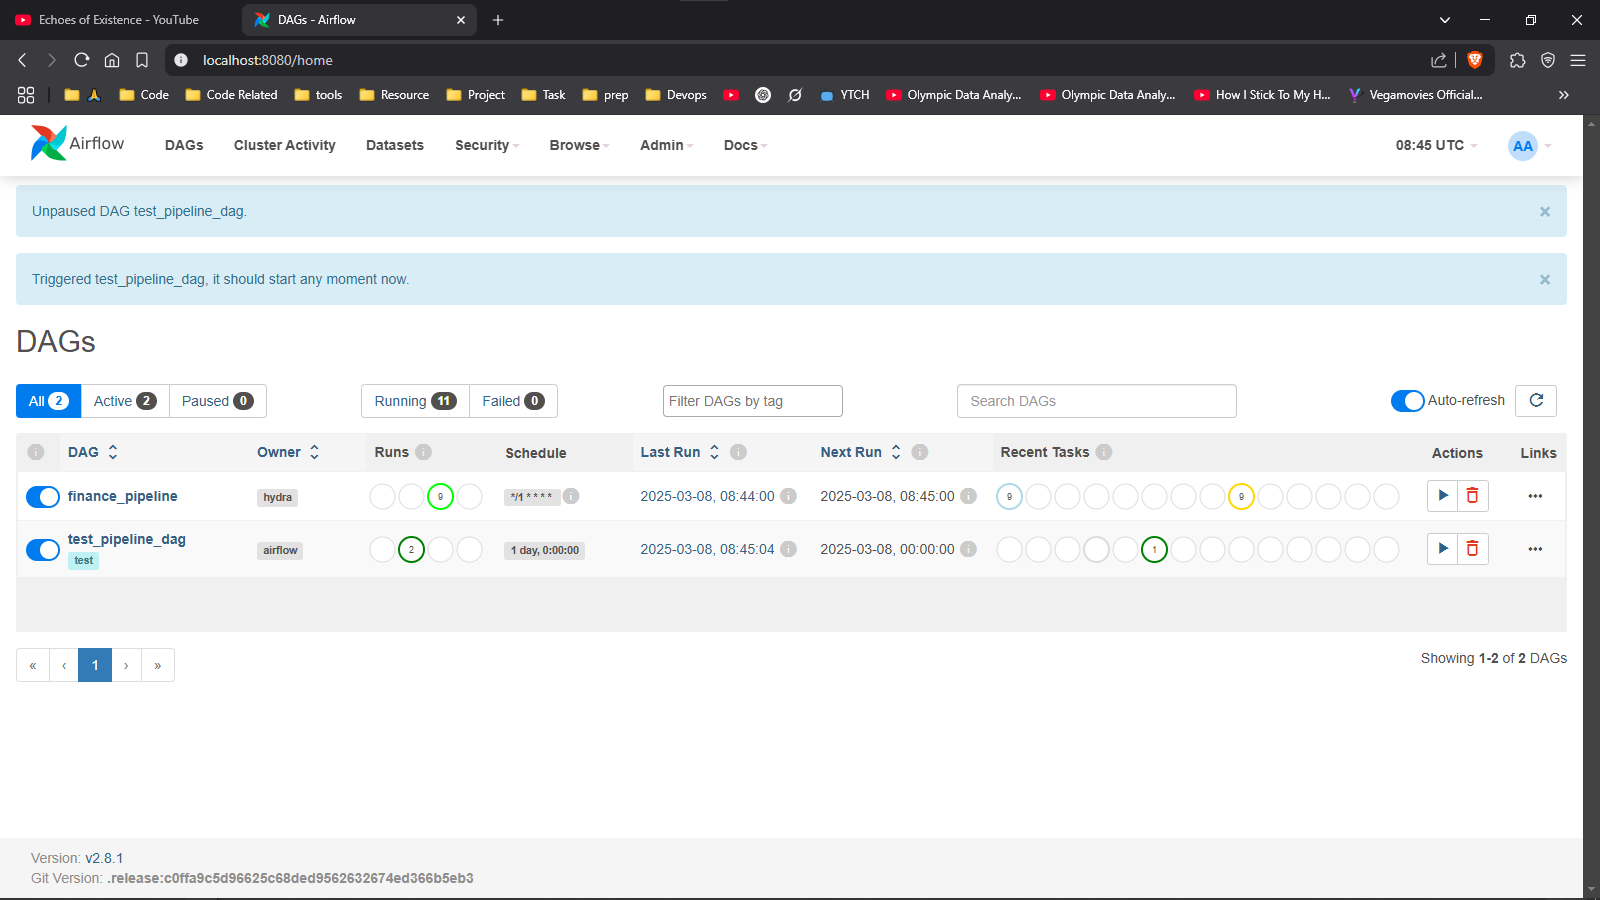 Echoes of Existence - YouTube
DAGs - Airflow
localhost:8080/home
Code
Code Related
tools
Resource
Project
Task
prep
Devops
YTCH
Olympic Data Analy...
Olympic Data Analy...
How I Stick To My H...
Vegamovies Official...
Airflow
DAGs
Cluster Activity
Datasets
Security
Browse
Admin
Docs
08:45 UTC
AA
Unpaused DAG test_pipeline_dag.
×
Triggered test_pipeline_dag, it should start any moment now.
×
DAGs
All 2
Active 2
Paused 0
Running 11
Failed 0
Filter DAGs by tag
Search DAGs
Auto-refresh
DAG Owner Runs Schedule Last Run Next Run Recent Tasks Actions Links
finance_pipeline hydra 9 */1 * * * * 2025-03-08, 08:44:00 2025-03-08, 08:45:00 9 9
test_pipeline_dag airflow 2 1 day, 0:00:00 2025-03-08, 08:45:04 2025-03-08, 00:00:00 1
test
« ‹ 1 › »
Showing 1-2 of 2 DAGs
Version: v2.8.1
Git Version: .release:c0ffa9c5d96625c68ded9562632674ed366b5eb3